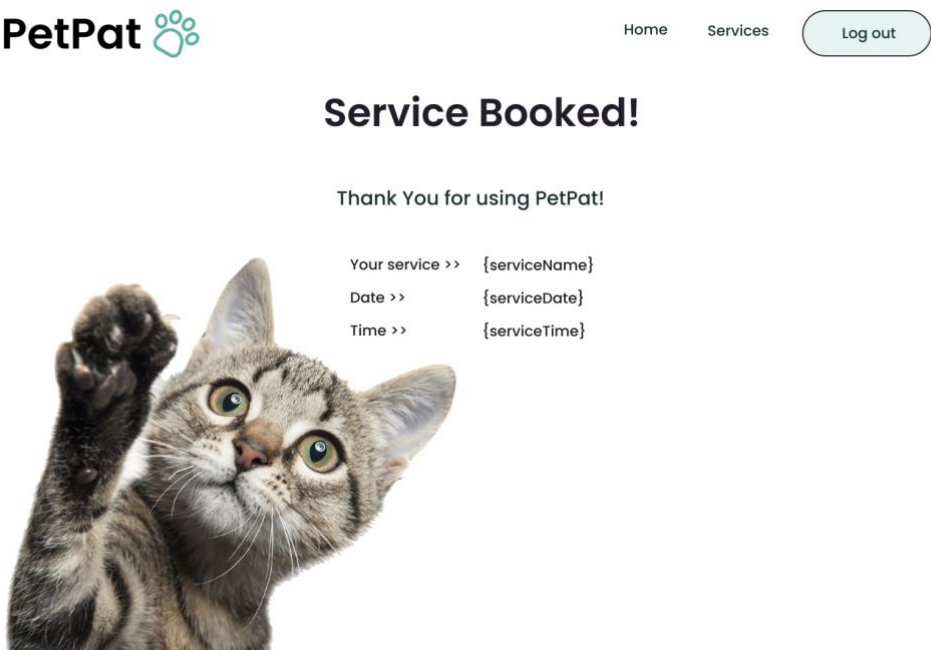 PetPat
Home
Services
Log out
Service Booked!
Thank You for using PetPat!
Your service >> {serviceName}
Date >> {serviceDate}
Time >> {serviceTime}